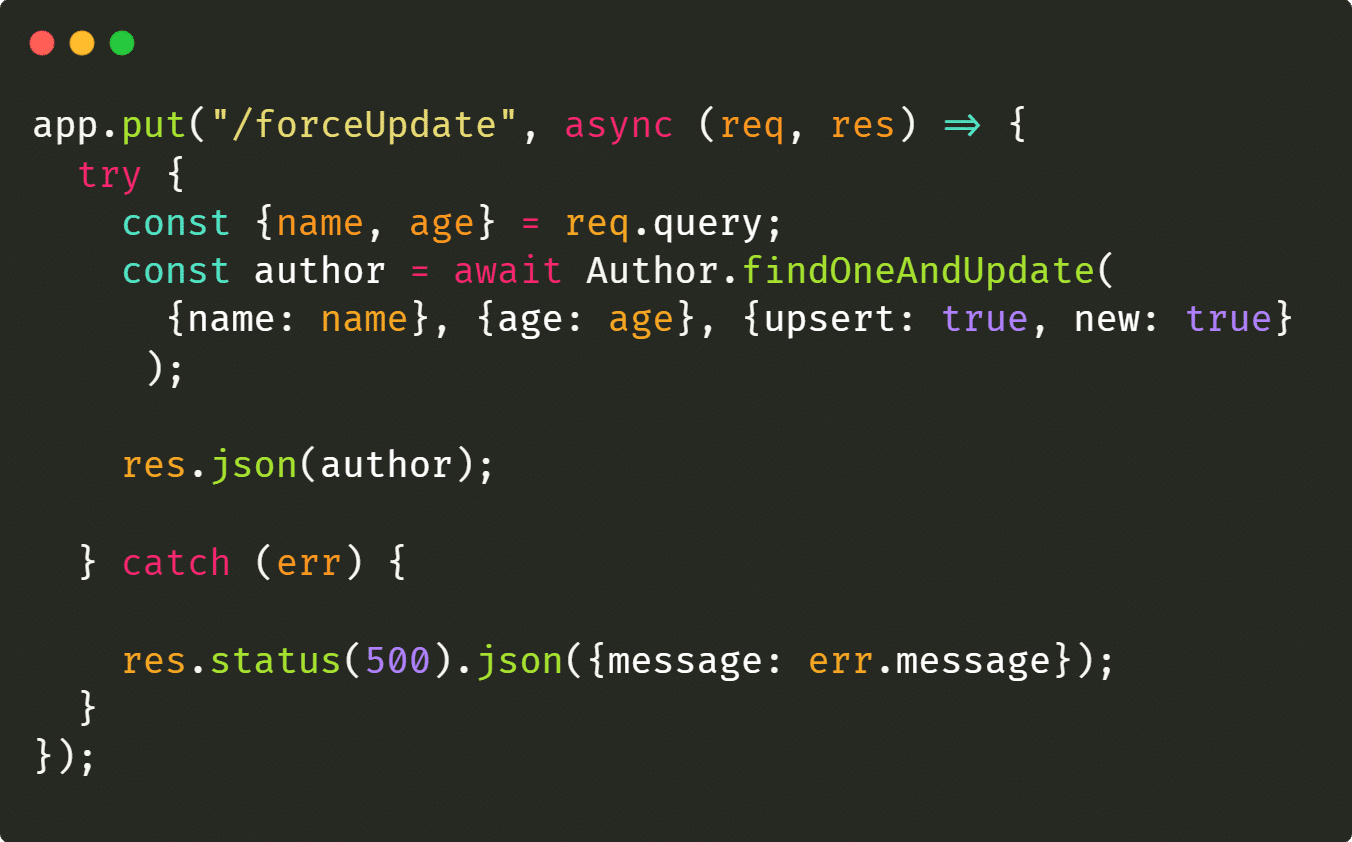 app.put("/forceUpdate", async (req, res) => {
  try {
    const {name, age} = req.query;
    const author = await Author.findOneAndUpdate(
      {name: name}, {age: age}, {upsert: true, new: true}
     );
    res.json(author);
  } catch (err) {
    res.status(500).json({message: err.message});
  }
});